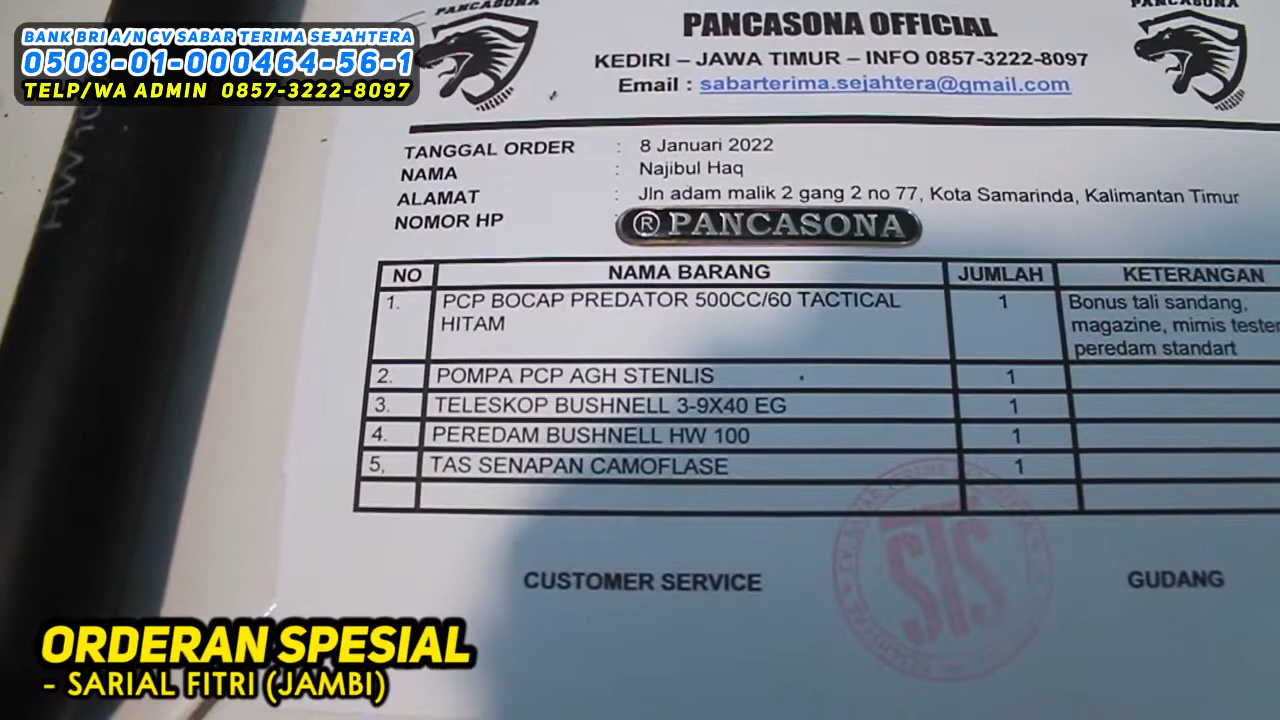 BANK BRI A/N CV SABAR TERIMA SEJAHTERA
0508-01-000464-56-1
TELP/WA ADMIN 0857-3222-8097
HW 10
PANCASONA
PANCASONA
PANCASONA OFFICIAL
KEDIRI – JAWA TIMUR – INFO 0857-3222-8097
Email : sabarterima.sejahtera@gmail.com
PANCASONA
TANGGAL ORDER : 8 Januari 2022
NAMA : Najibul Haq
ALAMAT : Jln adam malik 2 gang 2 no 77, Kota Samarinda, Kalimantan Timur
NOMOR HP :
® PANCASONA
NO NAMA BARANG JUMLAH KETERANGAN
1. PCP BOCAP PREDATOR 500CC/60 TACTICAL HITAM 1 Bonus tali sandang, magazine, mimis tester peredam standart
2. POMPA PCP AGH STENLIS 1
3. TELESKOP BUSHNELL 3-9X40 EG 1
4. PEREDAM BUSHNELL HW 100 1
5, TAS SENAPAN CAMOFLASE 1
STS
CUSTOMER SERVICE GUDANG
ORDERAN SPESIAL
- SARIAL FITRI (JAMBI)